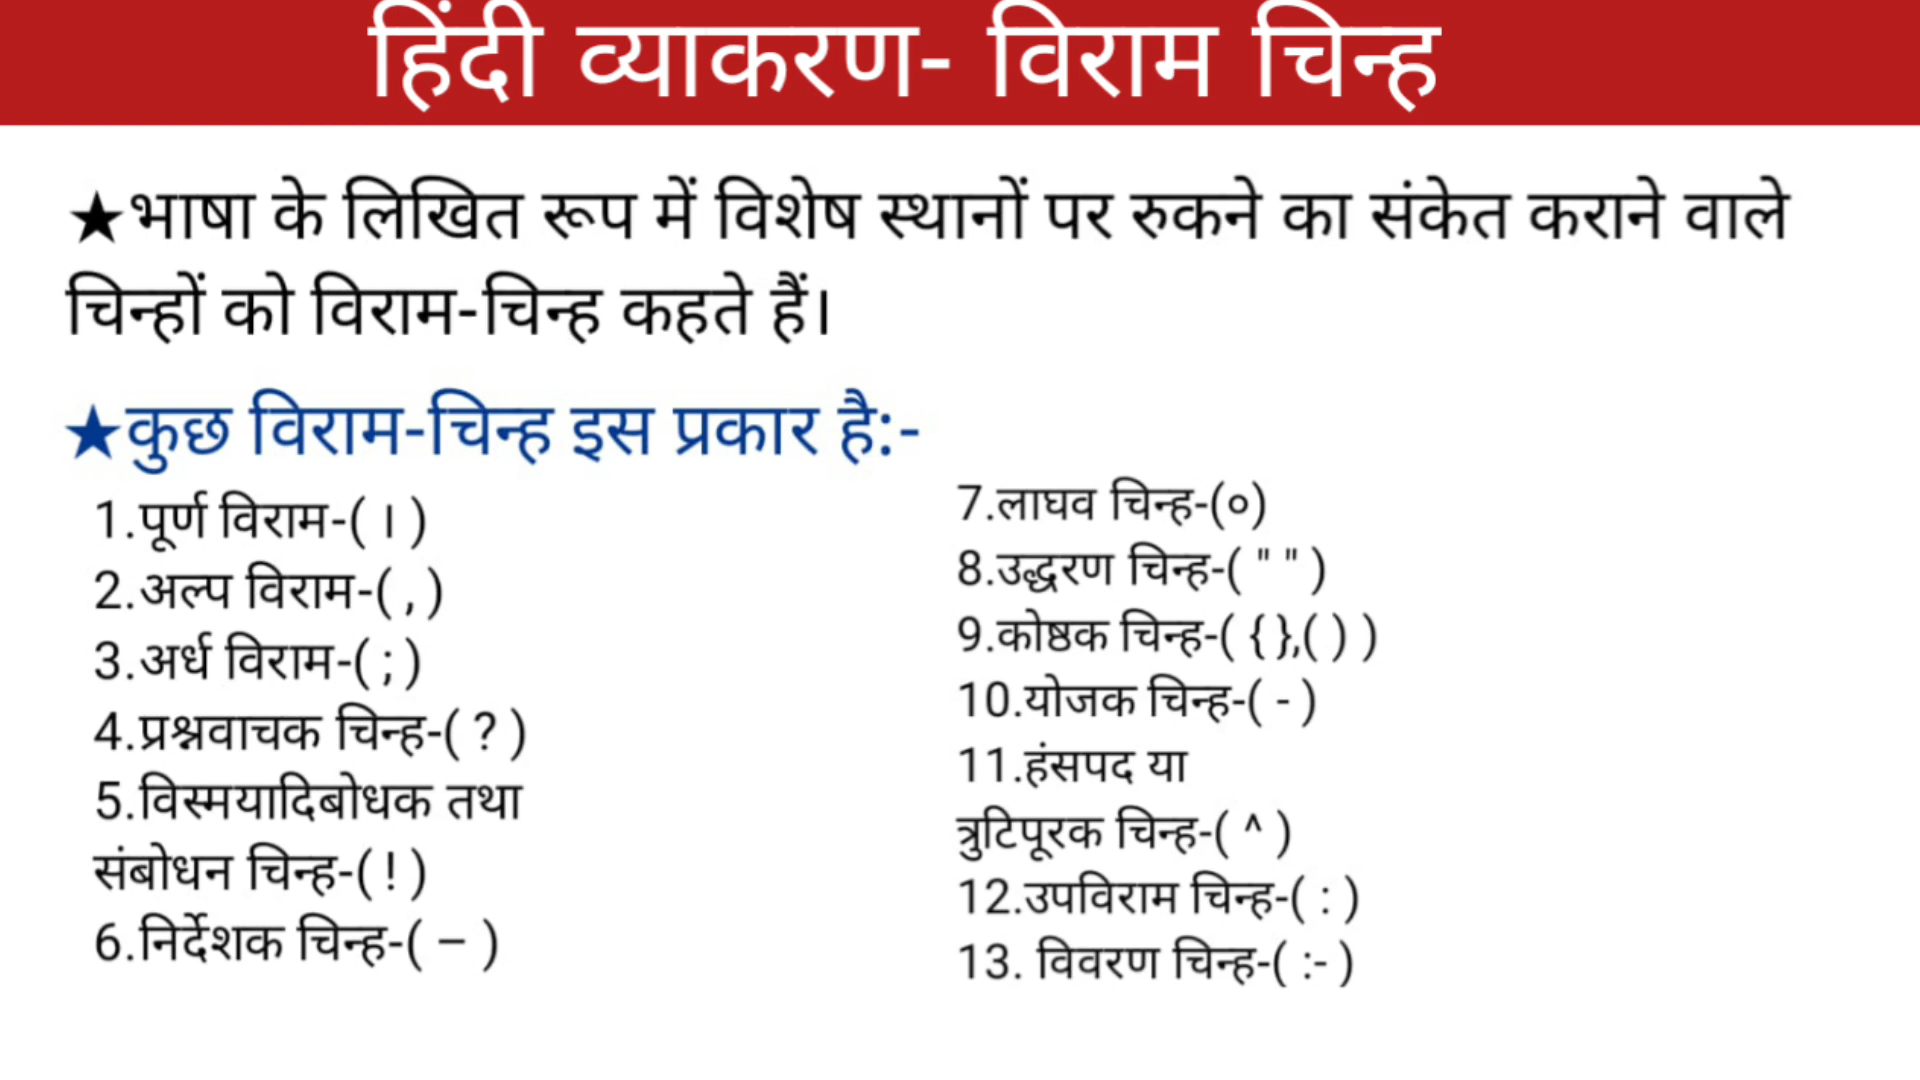 हिंदी व्याकरण- विराम चिन्ह
★भाषा के लिखित रूप में विशेष स्थानों पर रुकने का संकेत कराने वाले
चिन्हों को विराम-चिन्ह कहते हैं।
★कुछ विराम-चिन्ह इस प्रकार है:-
1.पूर्ण विराम-( । )
2.अल्प विराम-( , )
3.अर्ध विराम-( ; )
4.प्रश्नवाचक चिन्ह-( ? )
5.विस्मयादिबोधक तथा
संबोधन चिन्ह-( ! )
6.निर्देशक चिन्ह-( – )
7.लाघव चिन्ह-(०)
8.उद्धरण चिन्ह-( " " )
9.कोष्ठक चिन्ह-( { },( ) )
10.योजक चिन्ह-( - )
11.हंसपद या
त्रुटिपूरक चिन्ह-( ^ )
12.उपविराम चिन्ह-( : )
13. विवरण चिन्ह-( :- )